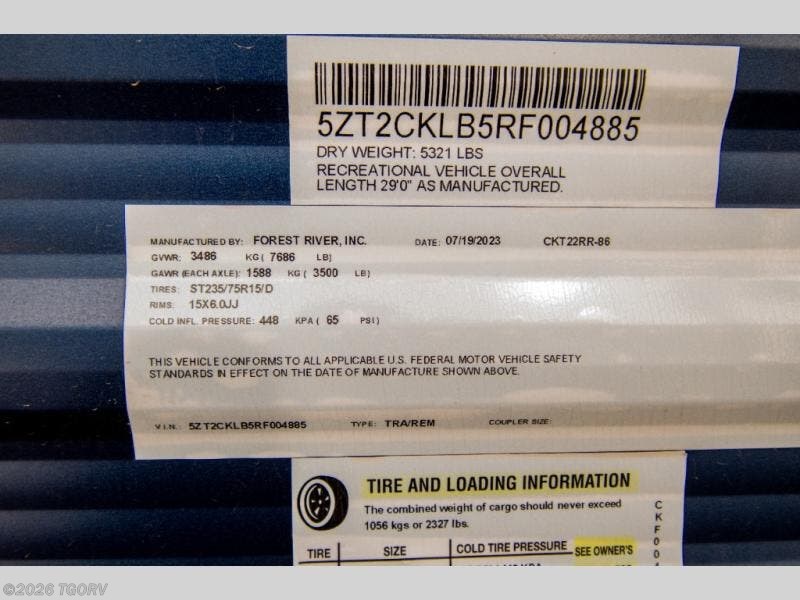 5ZT2CKLB5RF004885
DRY WEIGHT: 5321 LBS
RECREATIONAL VEHICLE OVERALL
LENGTH 29'0" AS MANUFACTURED.
MANUFACTURED BY: FOREST RIVER, INC. DATE: 07/19/2023 CKT22RR-86
GVWR: 3486 KG ( 7686 LB)
GAWR (EACH AXLE): 1588 KG ( 3500 LB)
TIRES: ST235/75R15/D
RIMS: 15X6.0JJ
COLD INFL. PRESSURE: 448 KPA ( 65 PSI)
THIS VEHICLE CONFORMS TO ALL APPLICABLE U.S. FEDERAL MOTOR VEHICLE SAFETY
STANDARDS IN EFFECT ON THE DATE OF MANUFACTURE SHOWN ABOVE.
V.I.N.: 5ZT2CKLB5RF004885 TYPE: TRA/REM COUPLER SIZE:
TIRE AND LOADING INFORMATION
The combined weight of cargo should never exceed
1056 kgs or 2327 lbs.
TIRE SIZE COLD TIRE PRESSURE SEE OWNER'S
CKF00
©2026 TGORV